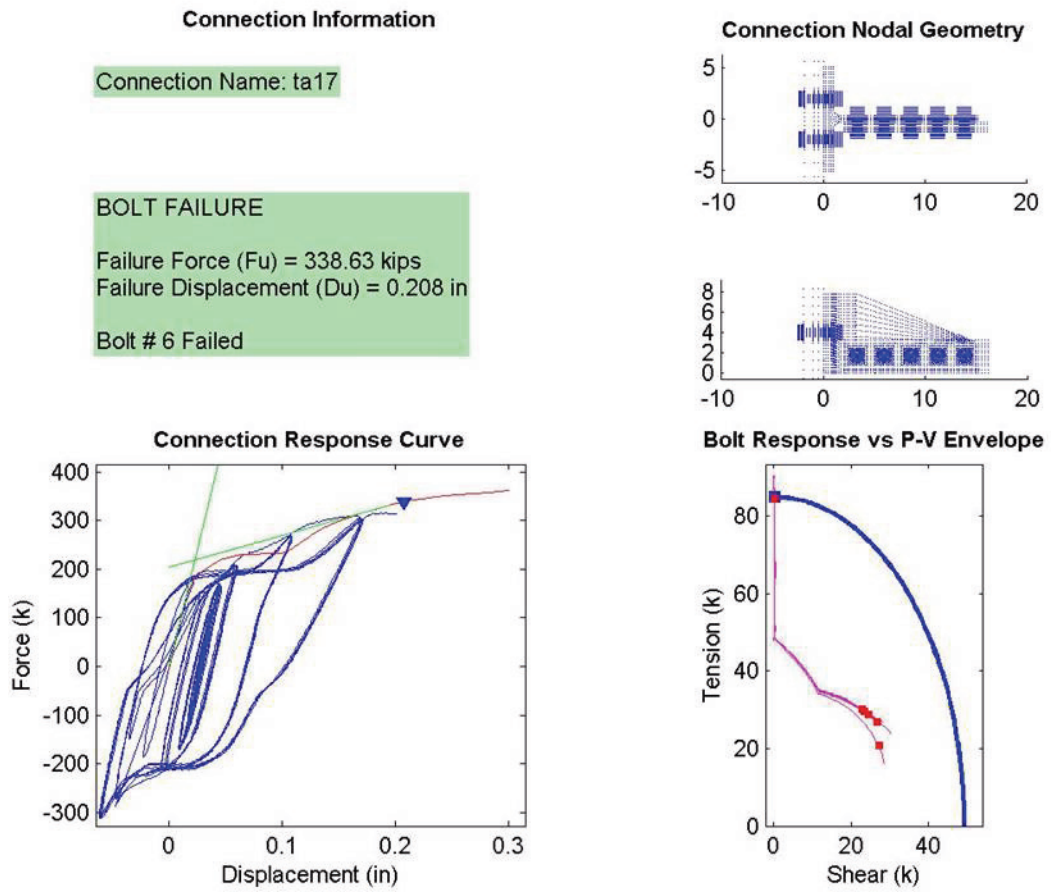 Connection Information
Connection Name: ta17
BOLT FAILURE
Failure Force (Fu) = 338.63 kips
Failure Displacement (Du) = 0.208 in
Bolt # 6 Failed
Connection Nodal Geometry
5
0
-5
-10
0
10
20
8
6
4
2
0
-10
0
10
20
Connection Response Curve
400
300
200
100
0
-100
-200
-300
Force (k)
0
0.1
0.2
0.3
Displacement (in)
Bolt Response vs P-V Envelope
80
60
40
20
0
Tension (k)
0
20
40
Shear (k)